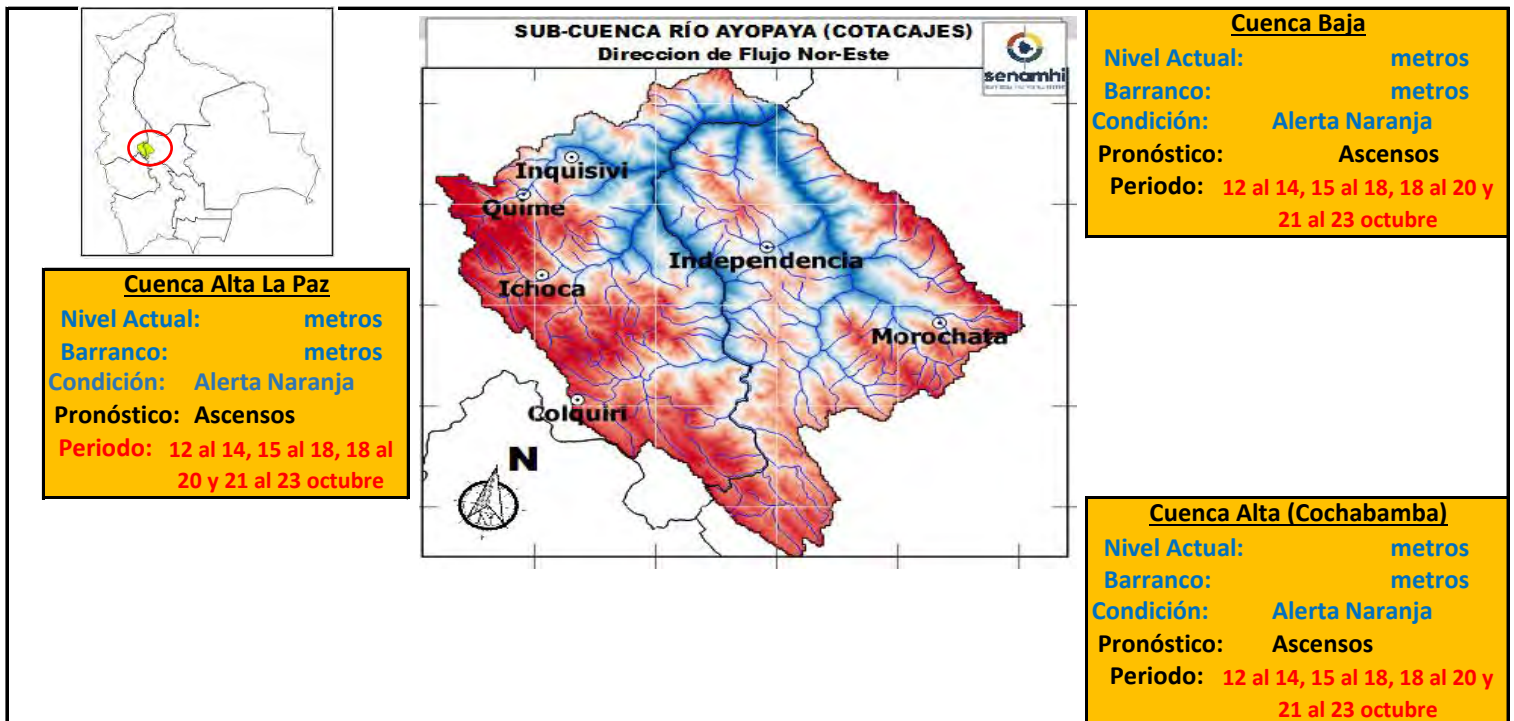 SUB-CUENCA RÍO AYOPAYA (COTACAJES)
Direccion de Flujo Nor-Este
senamhi
Inquisivi
Quime
Independencia
Ichoca
Morochata
Colquiri
N
Cuenca Alta La Paz
Nivel Actual: metros
Barranco: metros
Condición: Alerta Naranja
Pronóstico: Ascensos
Periodo: 12 al 14, 15 al 18, 18 al
20 y 21 al 23 octubre
Cuenca Baja
Nivel Actual: metros
Barranco: metros
Condición: Alerta Naranja
Pronóstico: Ascensos
Periodo: 12 al 14, 15 al 18, 18 al 20 y
21 al 23 octubre
Cuenca Alta (Cochabamba)
Nivel Actual: metros
Barranco: metros
Condición: Alerta Naranja
Pronóstico: Ascensos
Periodo: 12 al 14, 15 al 18, 18 al 20 y
21 al 23 octubre